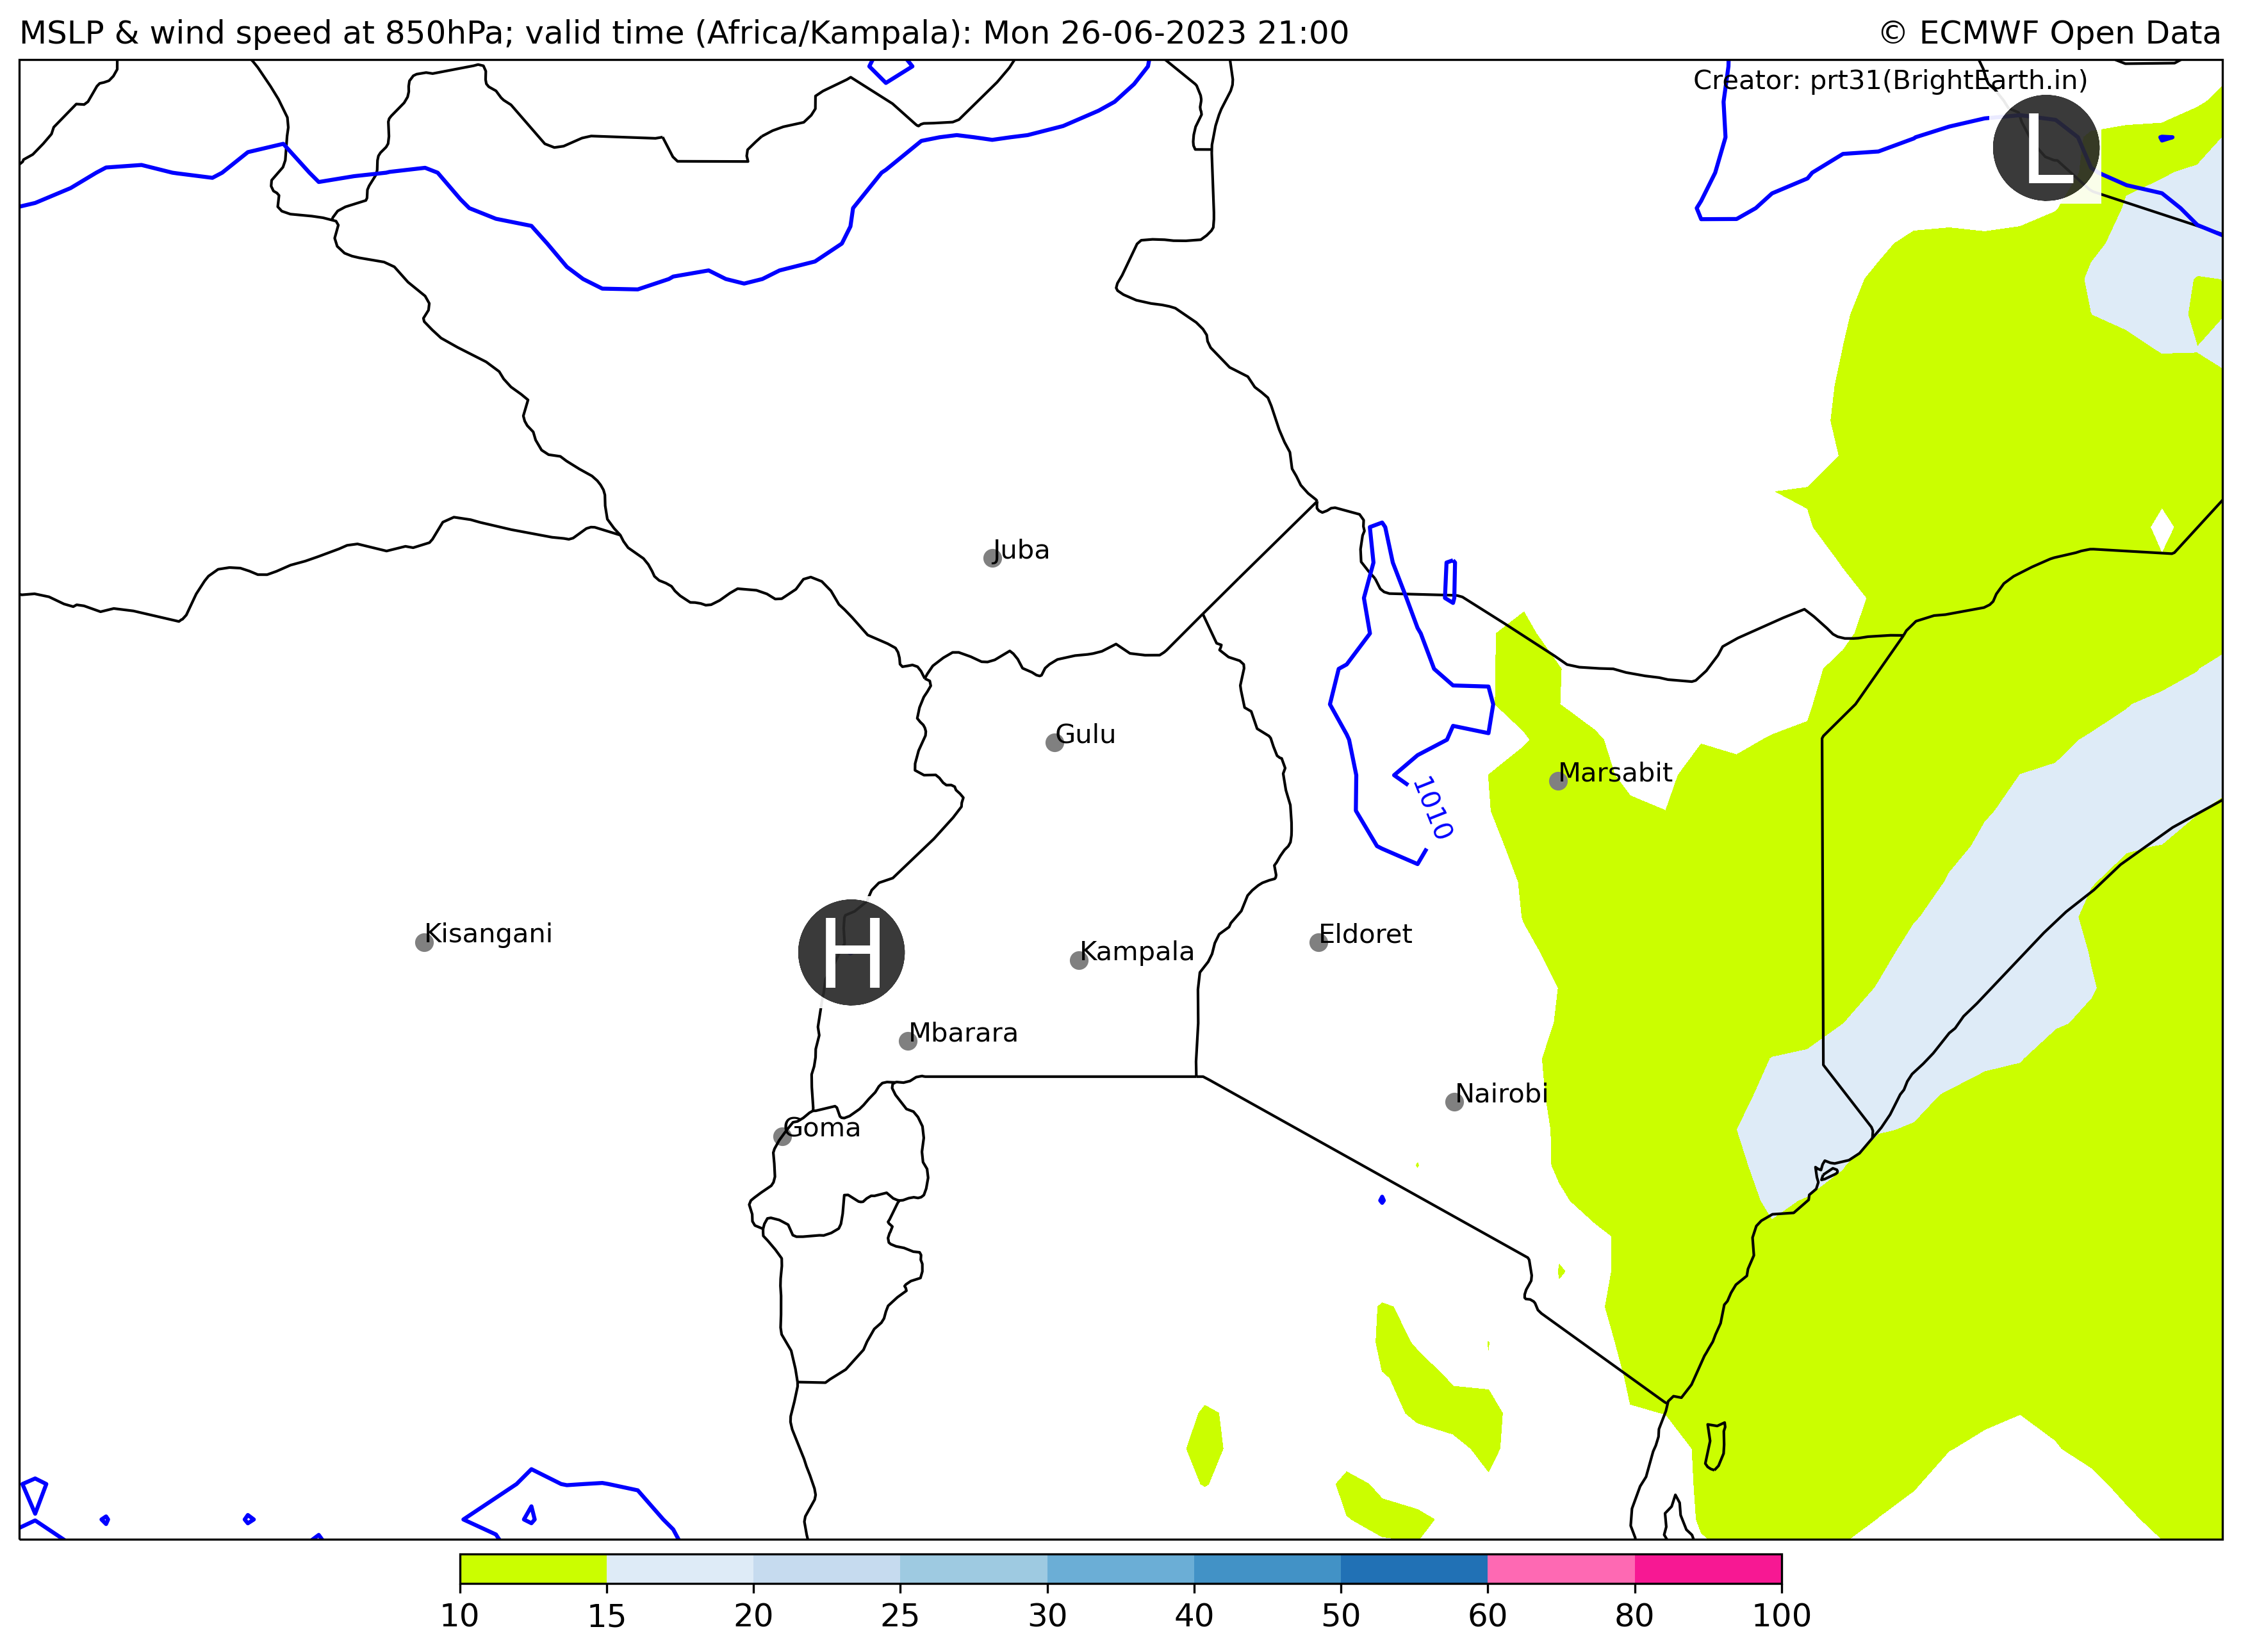 MSLP & wind speed at 850hPa; valid time (Africa/Kampala): Mon 26-06-2023 21:00
© ECMWF Open Data
Creator: prt31(BrightEarth.in)
L
Juba
Gulu
Marsabit
1010
Kisangani
H
Kampala
Eldoret
Mbarara
Nairobi
Goma
10 15 20 25 30 40 50 60 80 100